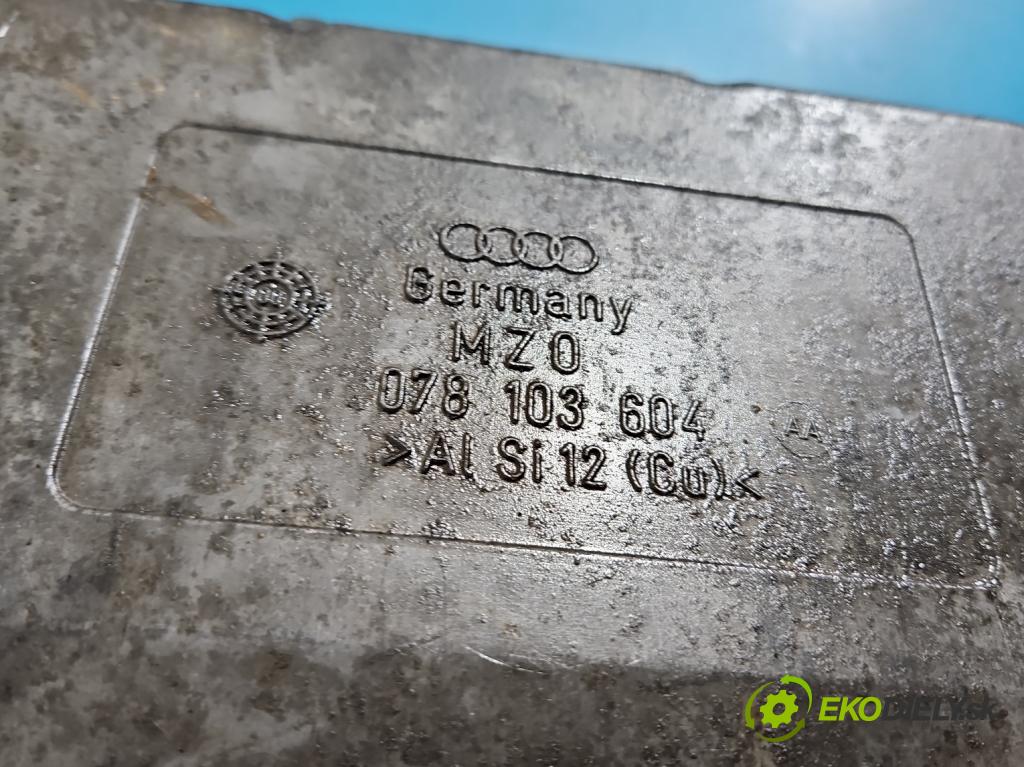 Germany
MZO
078 103 604
AA
>Al Si 12 (Cu)<
EKODIELY.sk